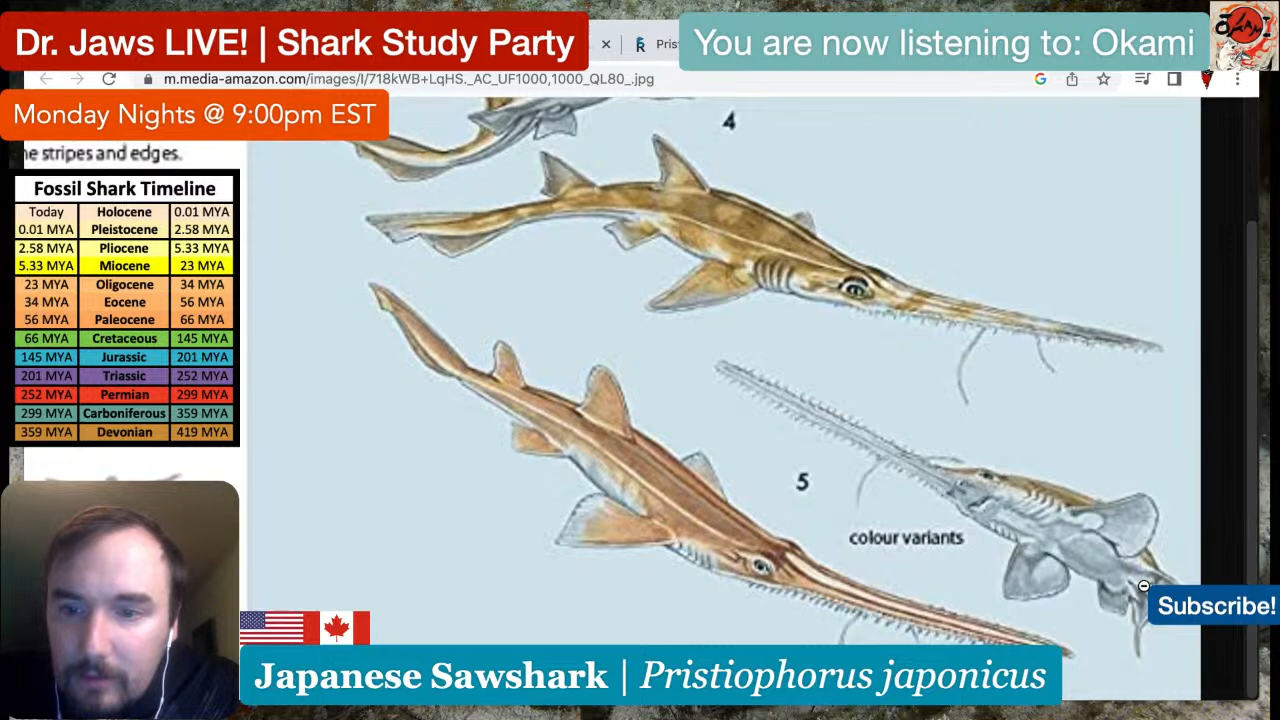 Dr. Jaws LIVE! | Shark Study Party
You are now listening to: Okami
ōkami
Pris
m.media-amazon.com/images/I/718kWB+LqHS._AC_UF1000,1000_QL80_.jpg
Monday Nights @ 9:00pm EST
he stripes and edges.
4
Fossil Shark Timeline
Today Holocene 0.01 MYA
0.01 MYA Pleistocene 2.58 MYA
2.58 MYA Pliocene 5.33 MYA
5.33 MYA Miocene 23 MYA
23 MYA Oligocene 34 MYA
34 MYA Eocene 56 MYA
56 MYA Paleocene 66 MYA
66 MYA Cretaceous 145 MYA
145 MYA Jurassic 201 MYA
201 MYA Triassic 252 MYA
252 MYA Permian 299 MYA
299 MYA Carboniferous 359 MYA
359 MYA Devonian 419 MYA
5
colour variants
Subscribe!
Japanese Sawshark | Pristiophorus japonicus